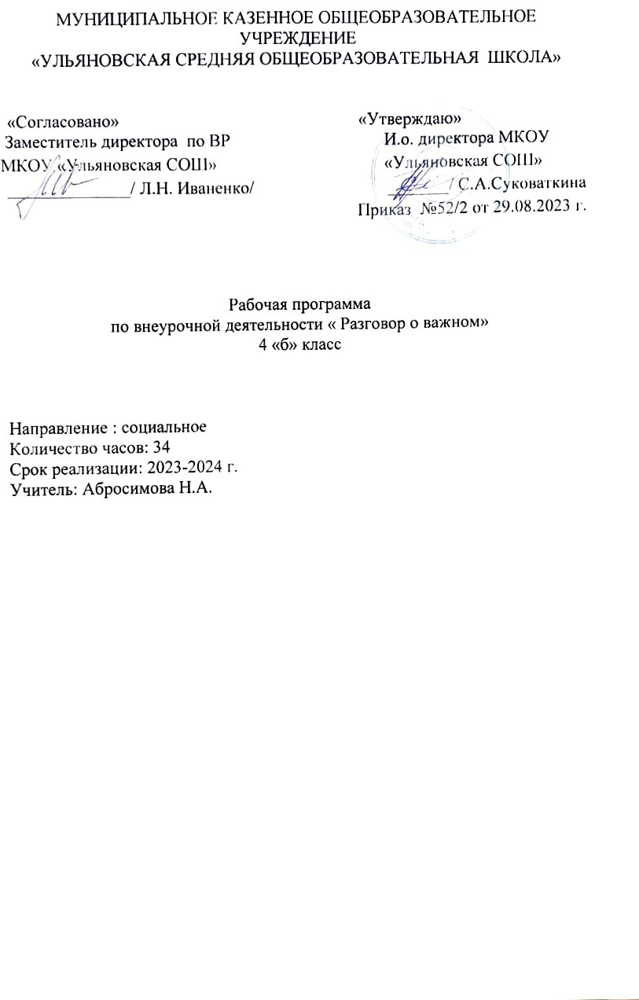 МУНИЦИПАЛЬНОЕ КАЗЕННОЕ ОБЩЕОБРАЗОВАТЕЛЬНОЕ
УЧРЕЖДЕНИЕ
«УЛЬЯНОВСКАЯ СРЕДНЯЯ ОБЩЕОБРАЗОВАТЕЛЬНАЯ ШКОЛА»
«Согласовано»
Заместитель директора по ВР
МКОУ «Ульяновская СОШ»
______________/ Л.Н. Иваненко/
«Утверждаю»
И.о. директора МКОУ
«Ульяновская СОШ»
_______/ С.А.Суковаткина
Приказ №52/2 от 29.08.2023 г.
Рабочая программа
по внеурочной деятельности « Разговор о важном»
4 «б» класс
Направление : социальное
Количество часов: 34
Срок реализации: 2023-2024 г.
Учитель: Абросимова Н.А.